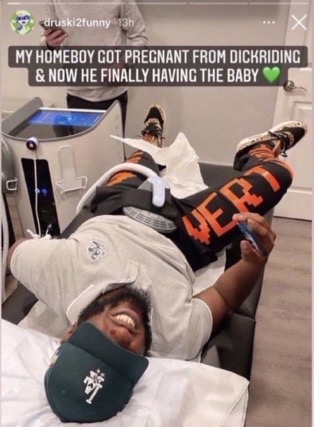 druski2funny 13h
MY HOMEBOY GOT PREGNANT FROM DICKRIDING
& NOW HE FINALLY HAVING THE BABY 💚
VERT